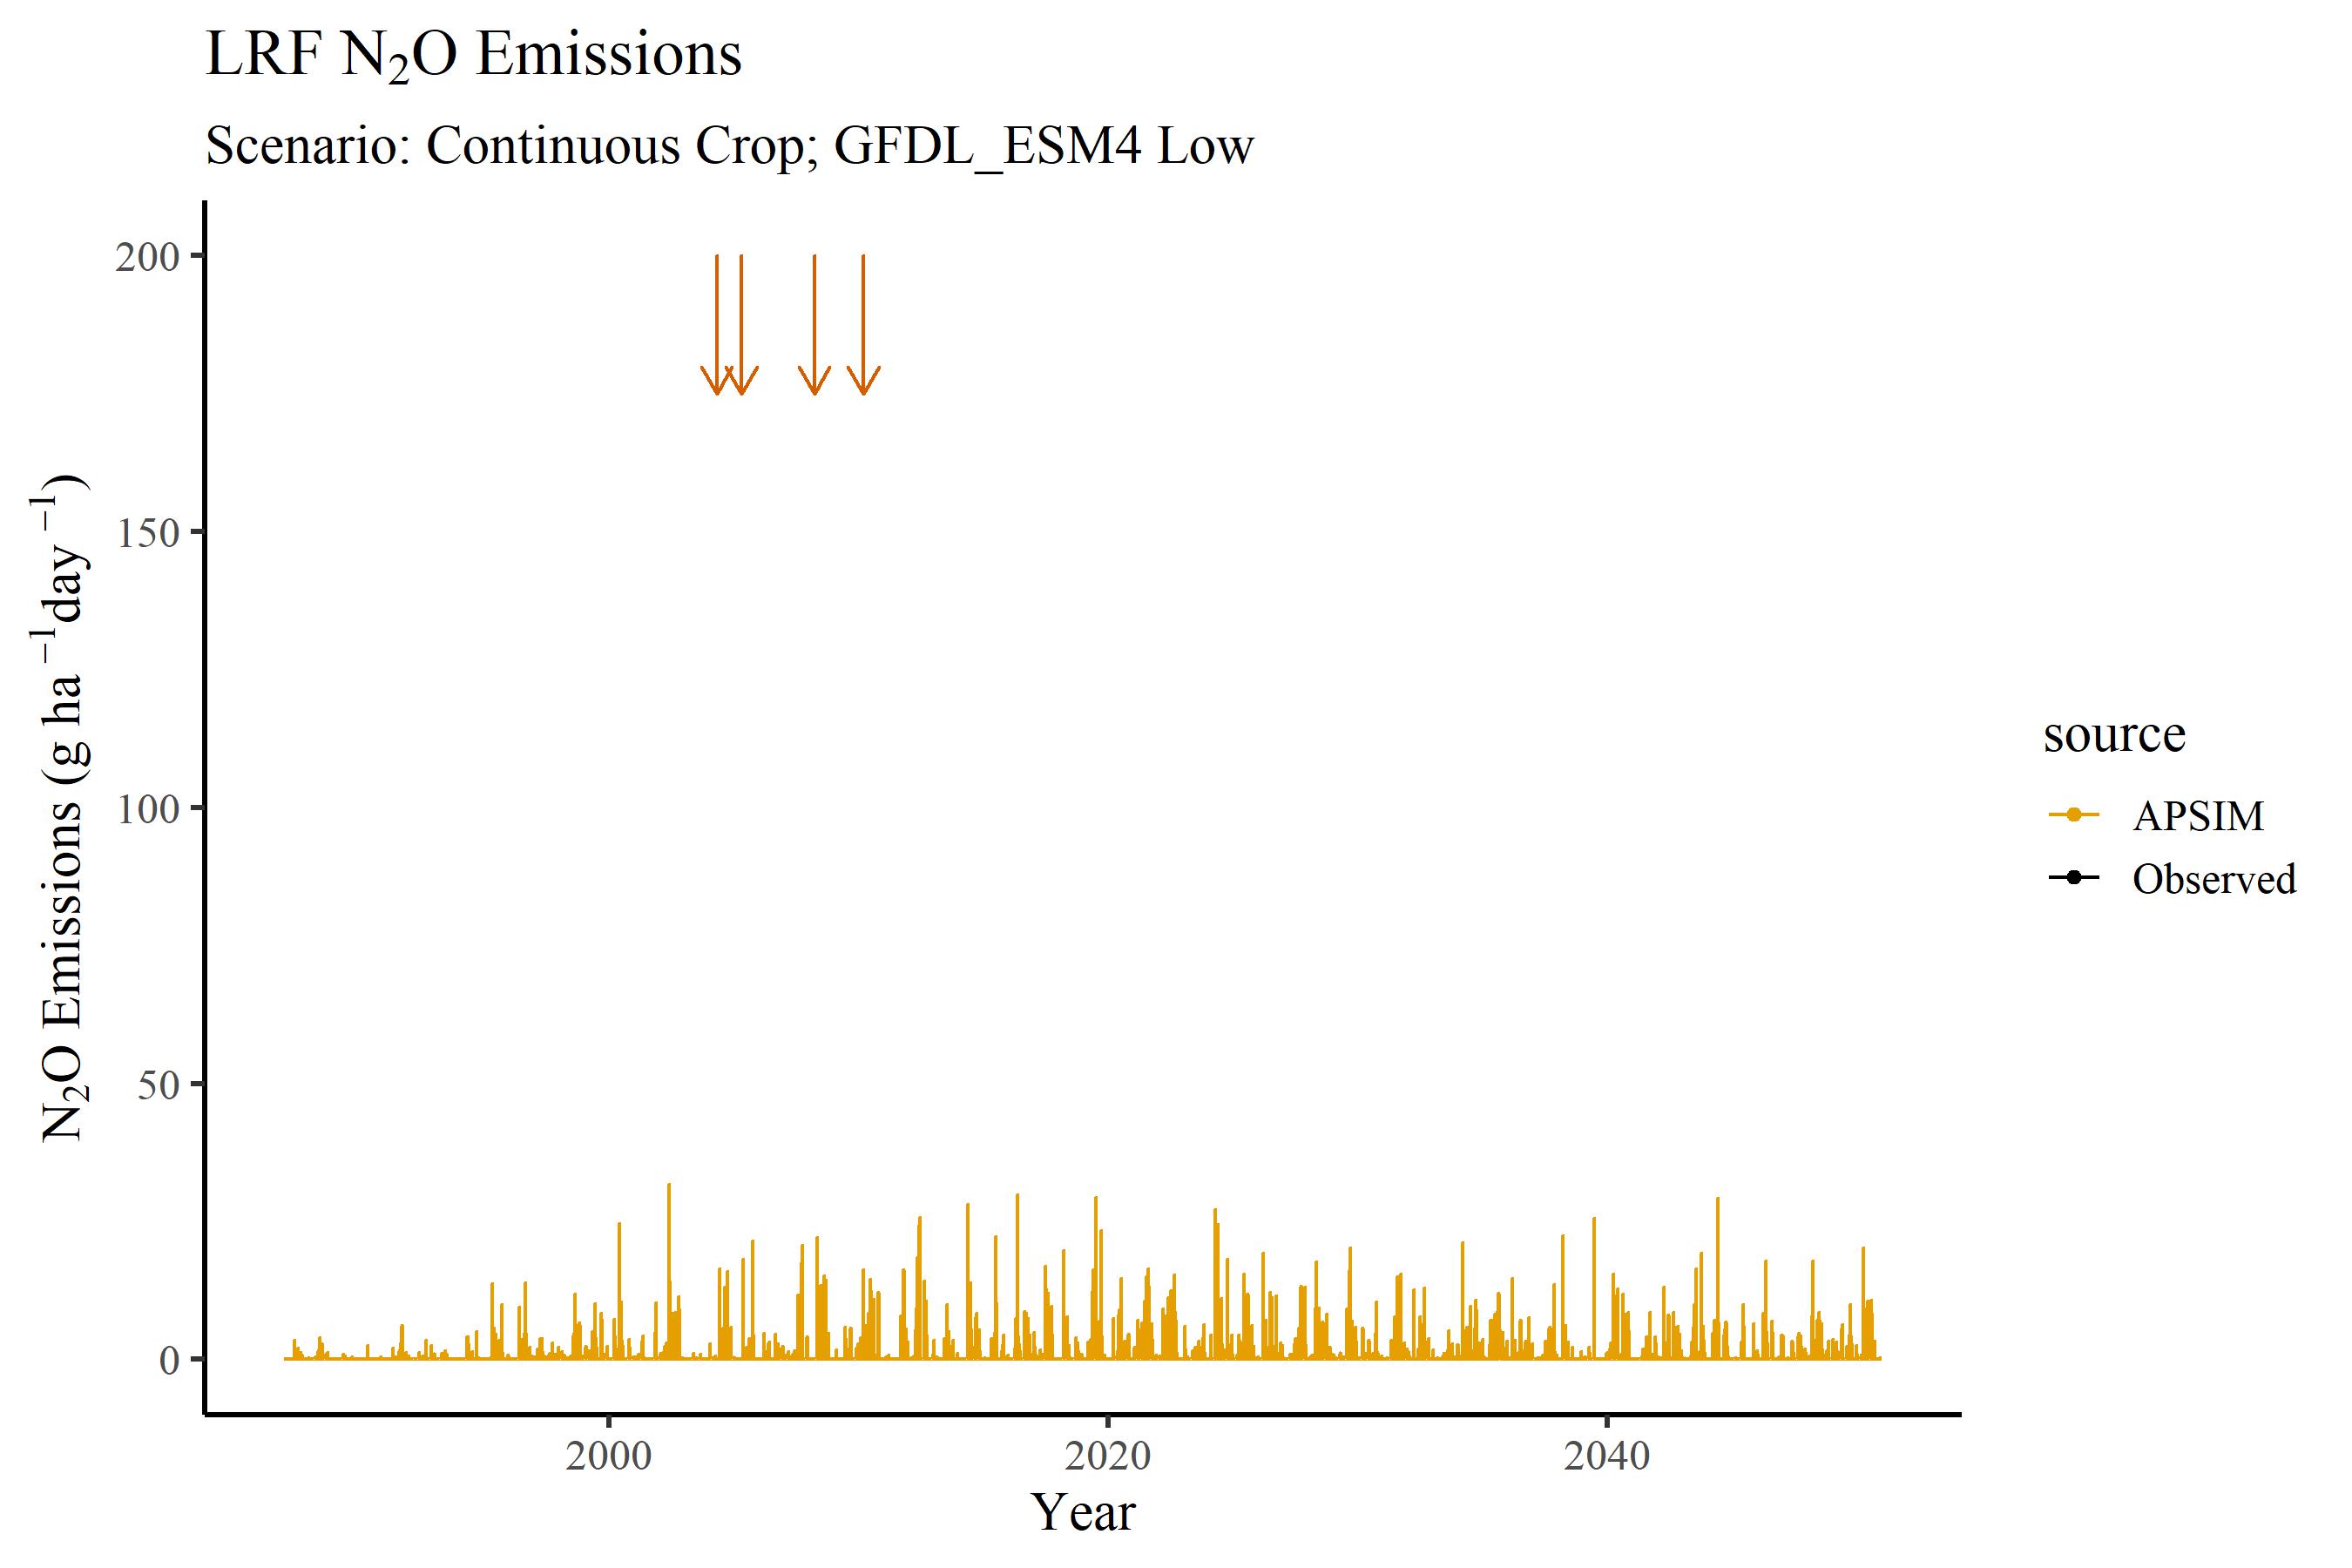 LRF N₂O Emissions
Scenario: Continuous Crop; GFDL_ESM4 Low
N₂O Emissions (g ha ⁻¹day ⁻¹)
200
150
100
50
0
2000 2020 2040
Year
source
APSIM
Observed